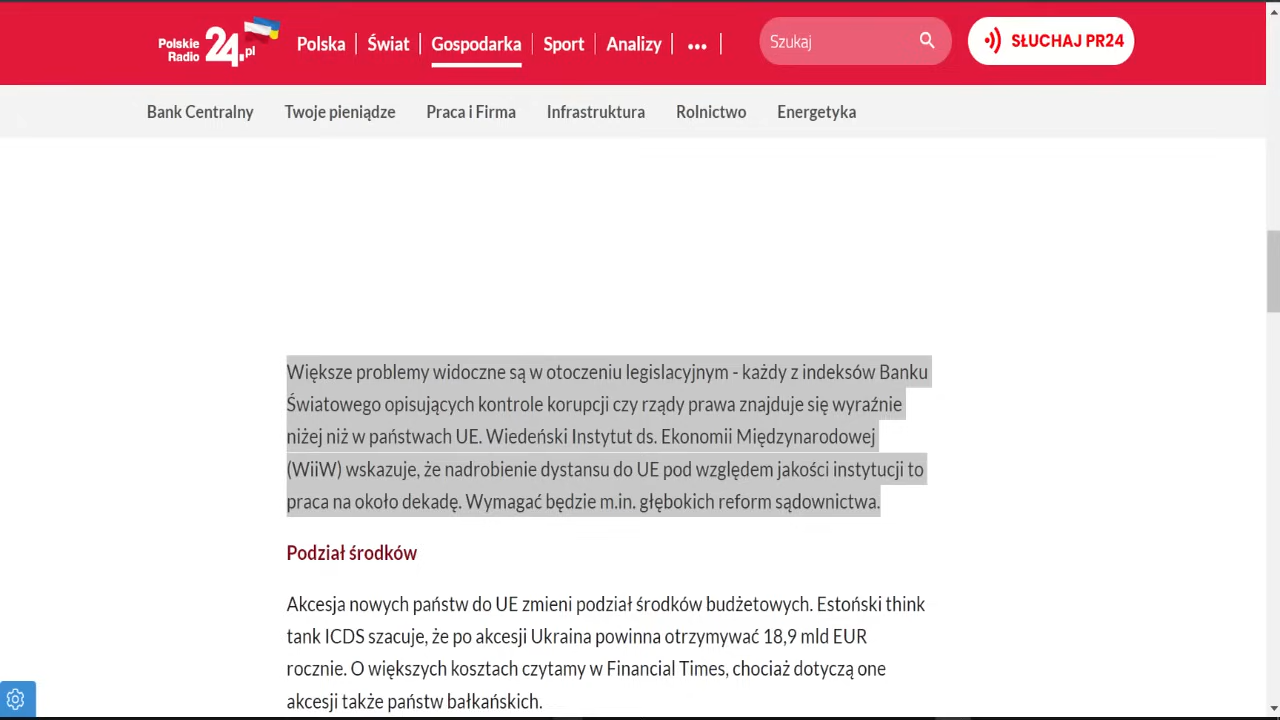 Polskie
Radio 24.pl
Polska
Świat
Gospodarka
Sport
Analizy
Szukaj
SŁUCHAJ PR24
Bank Centralny
Twoje pieniądze
Praca i Firma
Infrastruktura
Rolnictwo
Energetyka
Większe problemy widoczne są w otoczeniu legislacyjnym - każdy z indeksów Banku
Światowego opisujących kontrole korupcji czy rządy prawa znajduje się wyraźnie
niżej niż w państwach UE. Wiedeński Instytut ds. Ekonomii Międzynarodowej
(WiiW) wskazuje, że nadrobienie dystansu do UE pod względem jakości instytucji to
praca na około dekadę. Wymagać będzie m.in. głębokich reform sądownictwa.
Podział środków
Akcesja nowych państw do UE zmieni podział środków budżetowych. Estoński think
tank ICDS szacuje, że po akcesji Ukraina powinna otrzymywać 18,9 mld EUR
rocznie. O większych kosztach czytamy w Financial Times, chociaż dotyczą one
akcesji także państw bałkańskich.